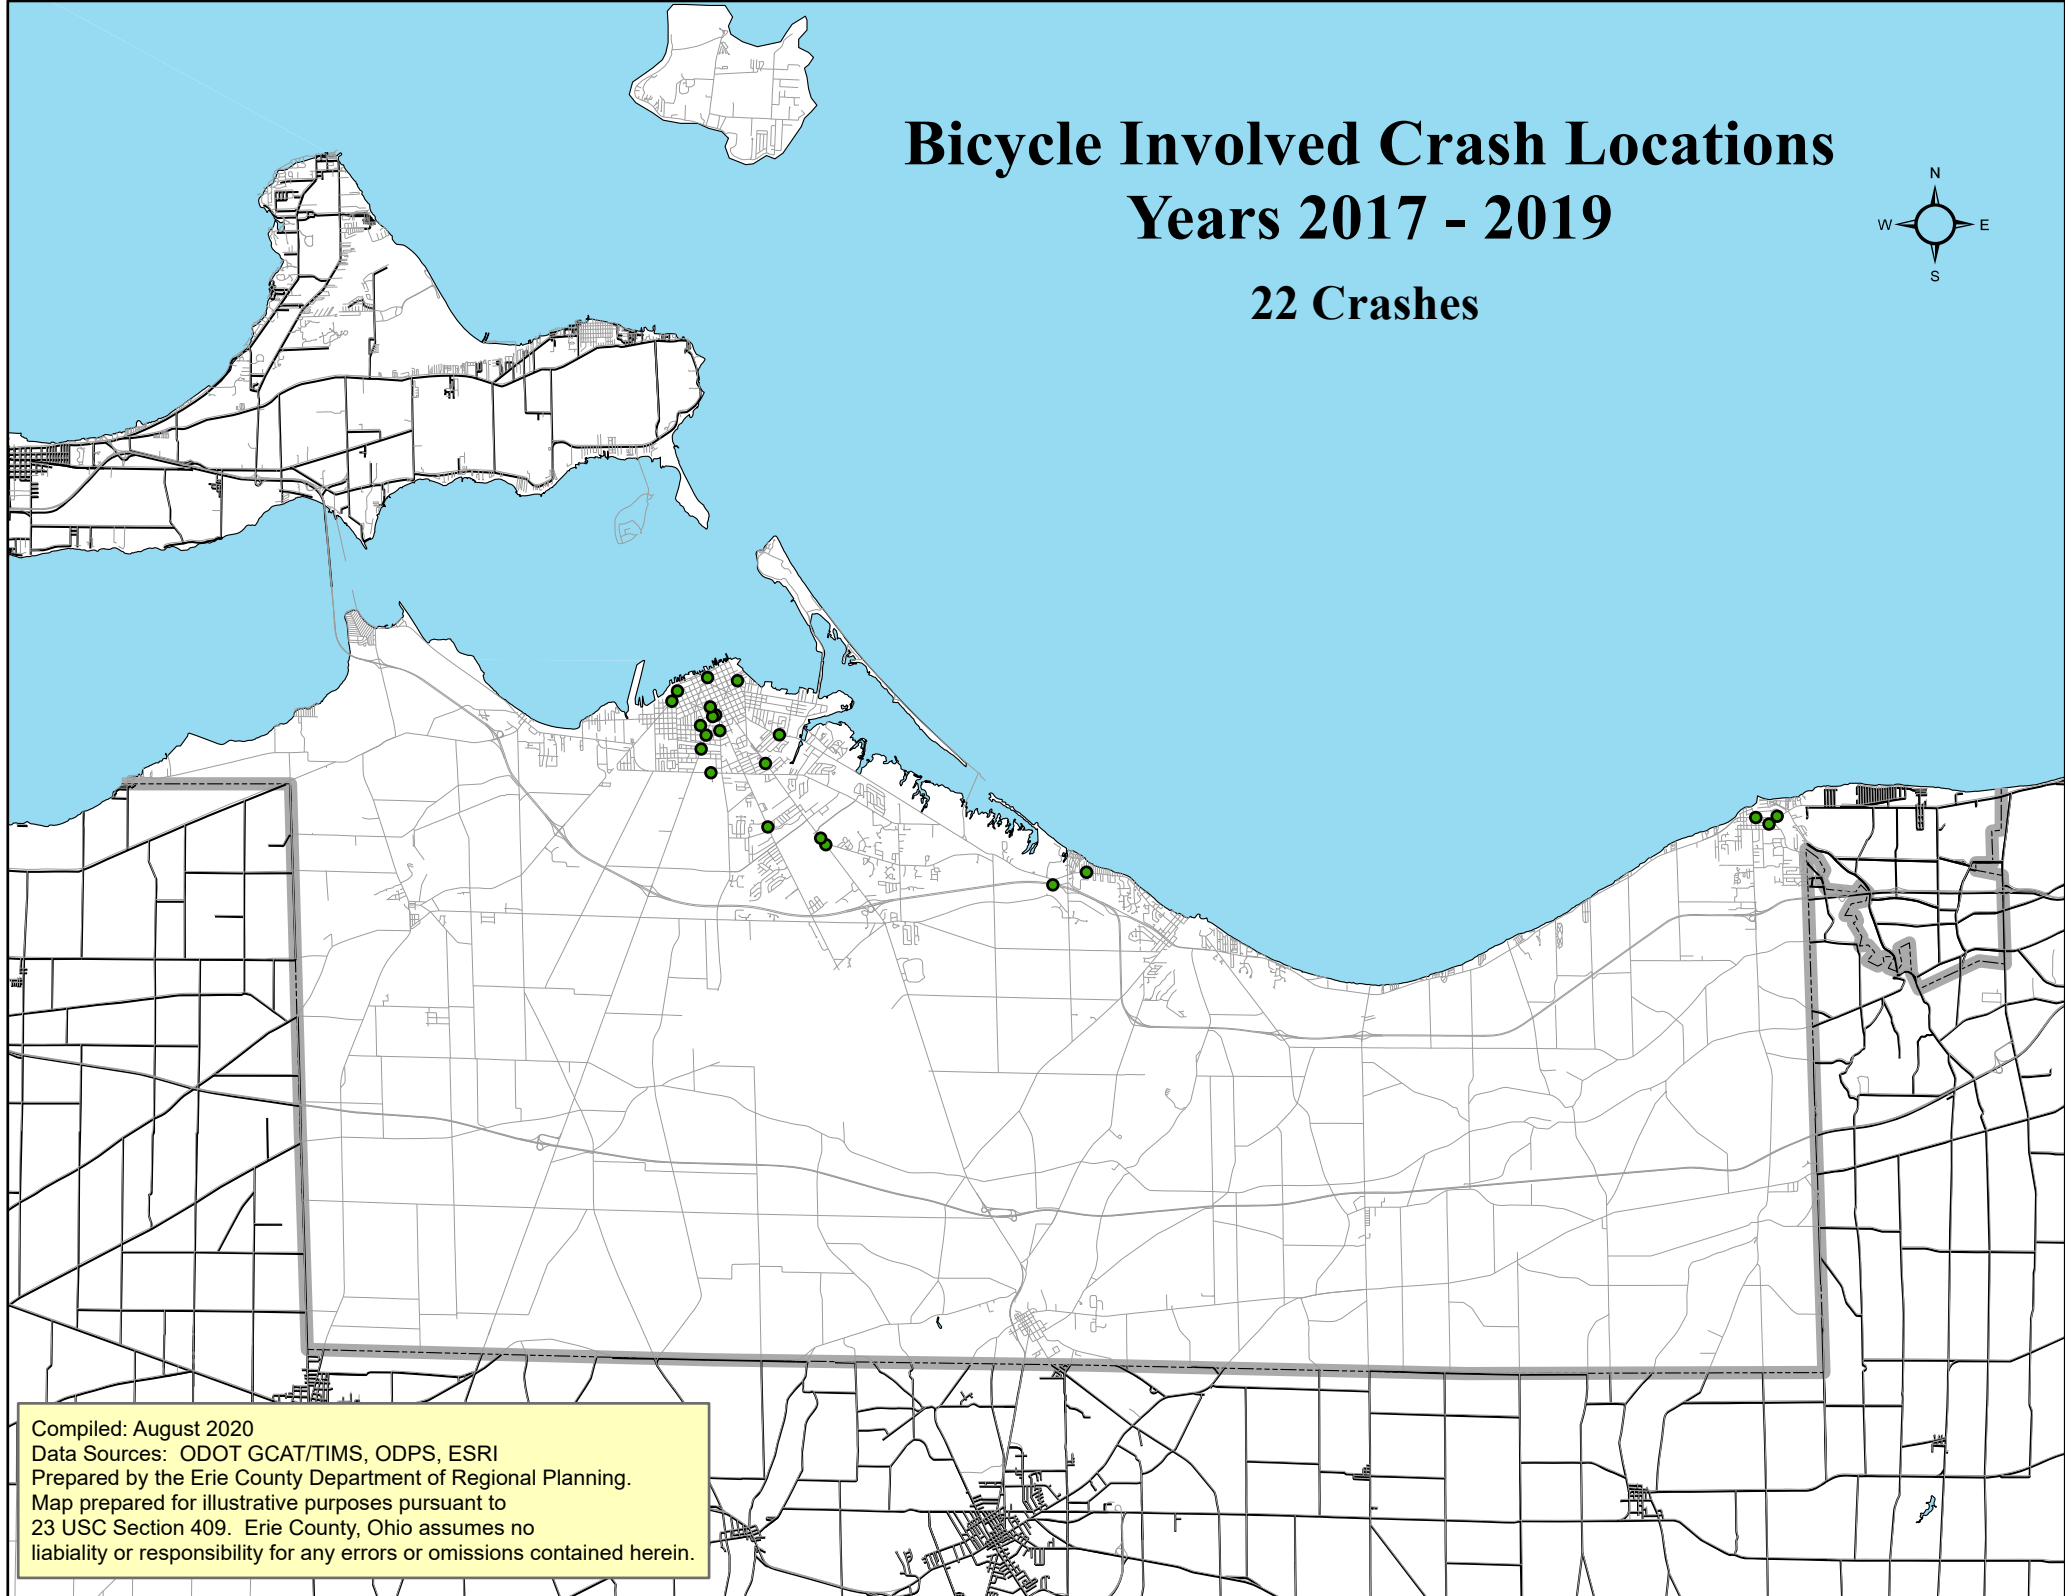 Bicycle Involved Crash Locations
Years 2017 - 2019
22 Crashes
N
W E
S
Compiled: August 2020
Data Sources:  ODOT GCAT/TIMS, ODPS, ESRI
Prepared by the Erie County Department of Regional Planning.
Map prepared for illustrative purposes pursuant to
23 USC Section 409.  Erie County, Ohio assumes no
liabiality or responsibility for any errors or omissions contained herein.